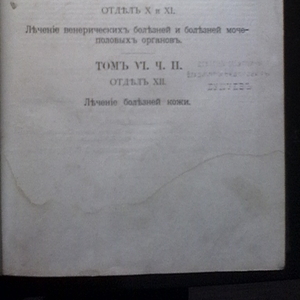 ОТДѢЛЪ X и XI.
Лѣченіе венерическихъ болѣзней и болѣзней моче-
половыхъ органовъ.
ТОМЪ VI. Ч. II.
ОТДѢЛЪ XII.
Лѣченіе болѣзней кожи.